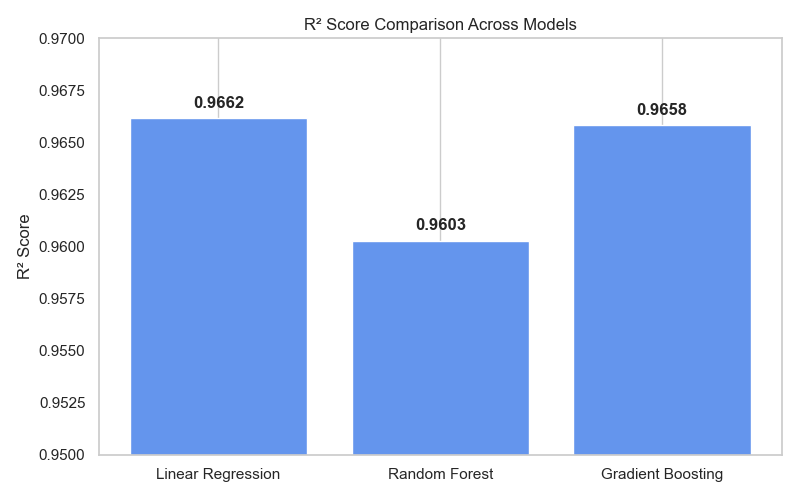 R² Score Comparison Across Models
0.9700
0.9675
0.9650
0.9625
0.9600
0.9575
0.9550
0.9525
0.9500
R² Score
0.9662
0.9603
0.9658
Linear Regression
Random Forest
Gradient Boosting